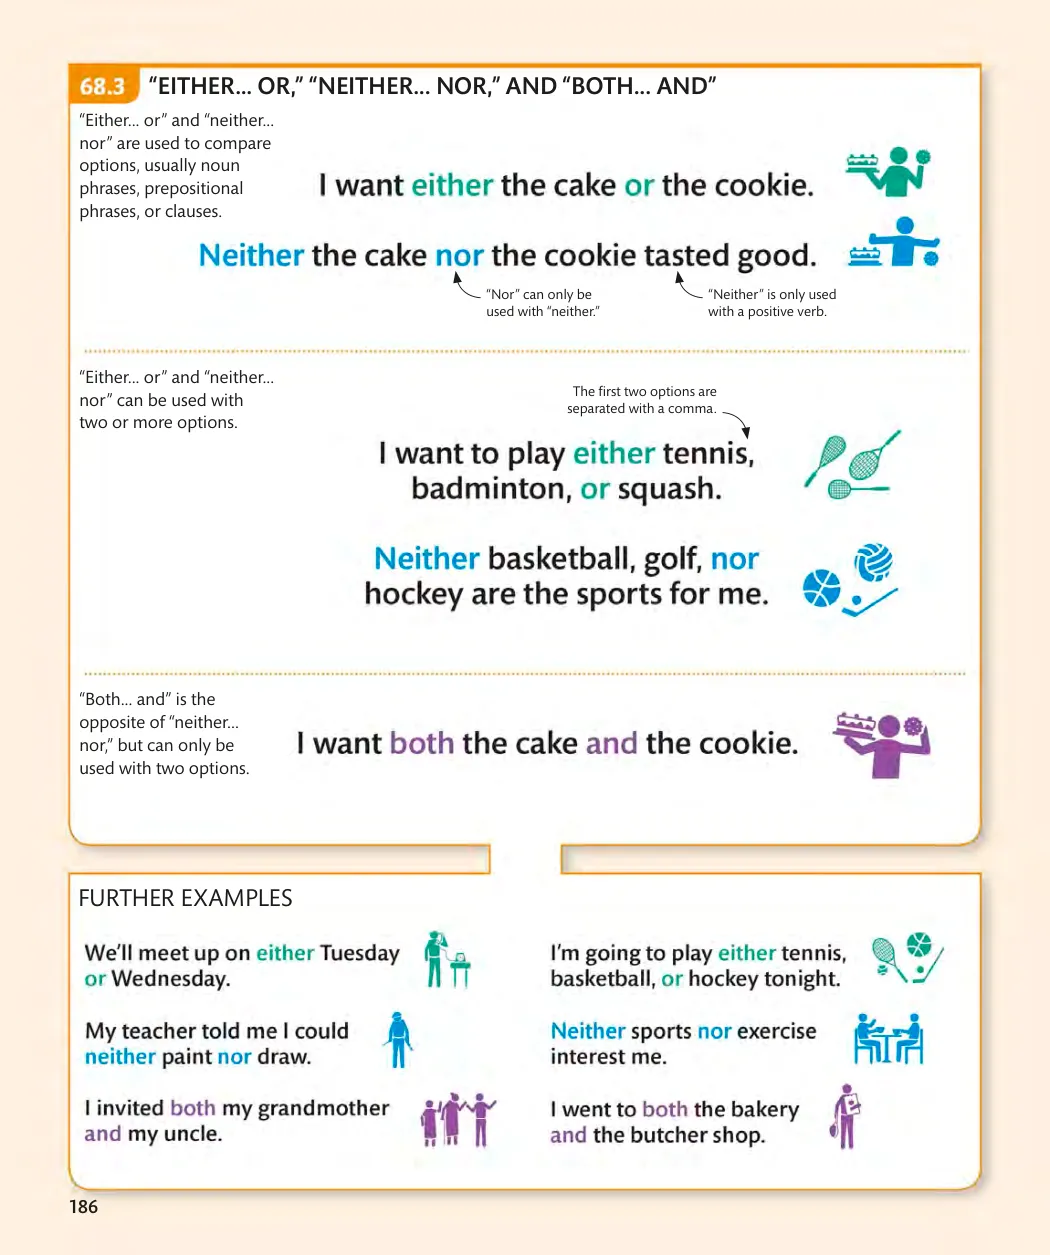 68.3 “EITHER... OR,” “NEITHER... NOR,” AND “BOTH... AND”
“Either... or” and “neither...
nor” are used to compare
options, usually noun
phrases, prepositional
phrases, or clauses.
I want either the cake or the cookie.
Neither the cake nor the cookie tasted good.
“Nor” can only be
used with “neither.”
“Neither” is only used
with a positive verb.
“Either... or” and “neither...
nor” can be used with
two or more options.
The first two options are
separated with a comma.
I want to play either tennis,
badminton, or squash.
Neither basketball, golf, nor
hockey are the sports for me.
“Both... and” is the
opposite of “neither...
nor,” but can only be
used with two options.
I want both the cake and the cookie.
FURTHER EXAMPLES
We’ll meet up on either Tuesday
or Wednesday.
I’m going to play either tennis,
basketball, or hockey tonight.
My teacher told me I could
neither paint nor draw.
Neither sports nor exercise
interest me.
I invited both my grandmother
and my uncle.
I went to both the bakery
and the butcher shop.
186